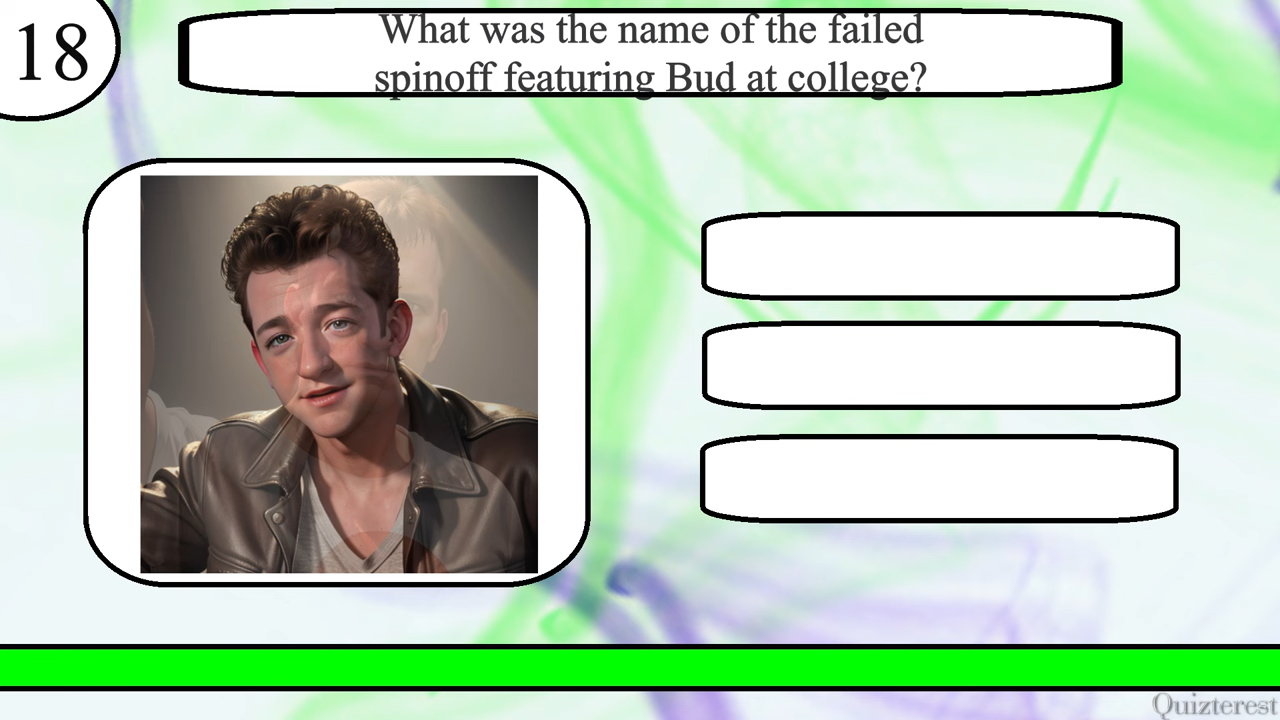 18
What was the name of the failed
spinoff featuring Bud at college?
Quizterest